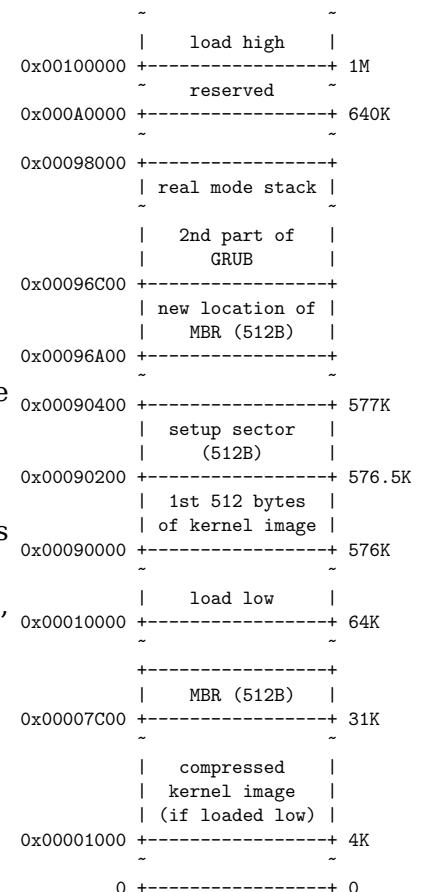 ~ ~
| load high |
0x00100000 +-----------------+ 1M
~ reserved ~
0x000A0000 +-----------------+ 640K
~ ~
0x00098000 +-----------------+
| real mode stack |
~ ~
| 2nd part of |
| GRUB |
0x00096C00 +-----------------+
| new location of |
| MBR (512B) |
0x00096A00 +-----------------+
~ ~
e
0x00090400 +-----------------+ 577K
| setup sector |
| (512B) |
0x00090200 +-----------------+ 576.5K
| 1st 512 bytes |
s | of kernel image |
0x00090000 +-----------------+ 576K
~ ~
| load low |
, 0x00010000 +-----------------+ 64K
~ ~
+-----------------+
| MBR (512B) |
0x00007C00 +-----------------+ 31K
~ ~
| compressed |
| kernel image |
| (if loaded low) |
0x00001000 +-----------------+ 4K
~ ~
0 +-----------------+ 0